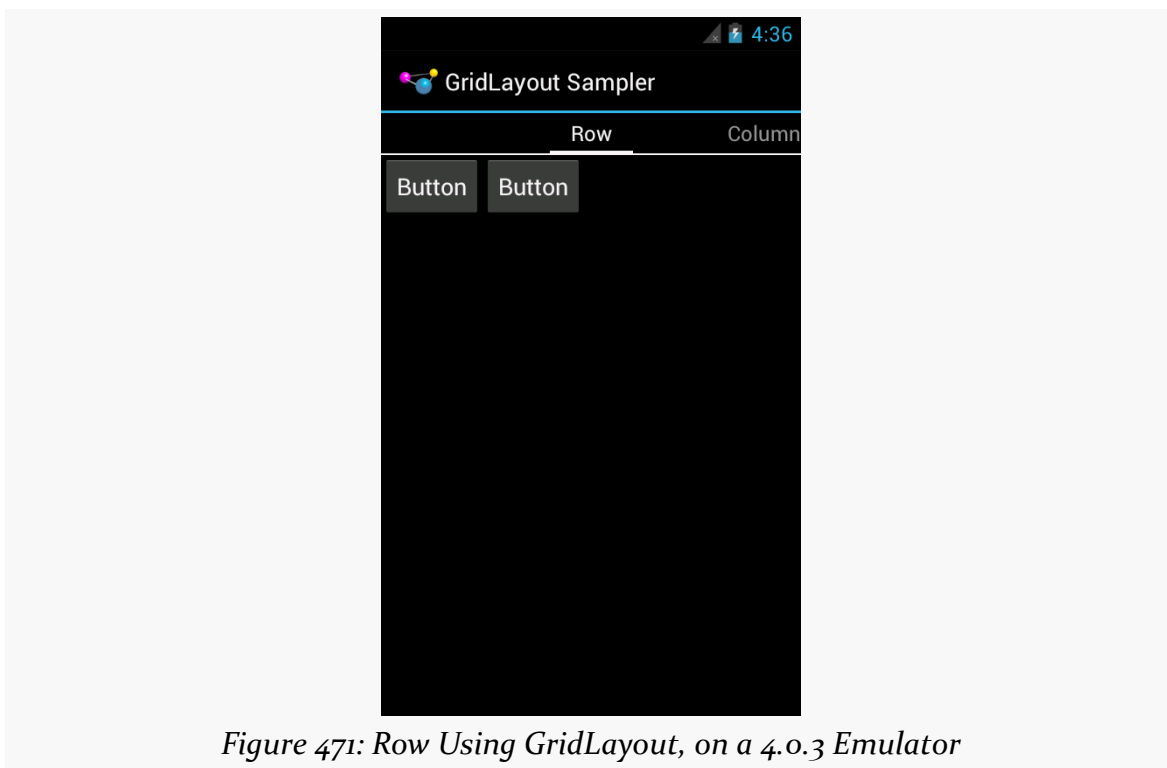 4:36
GridLayout Sampler
Row Column
Button Button
Figure 471: Row Using GridLayout, on a 4.0.3 Emulator